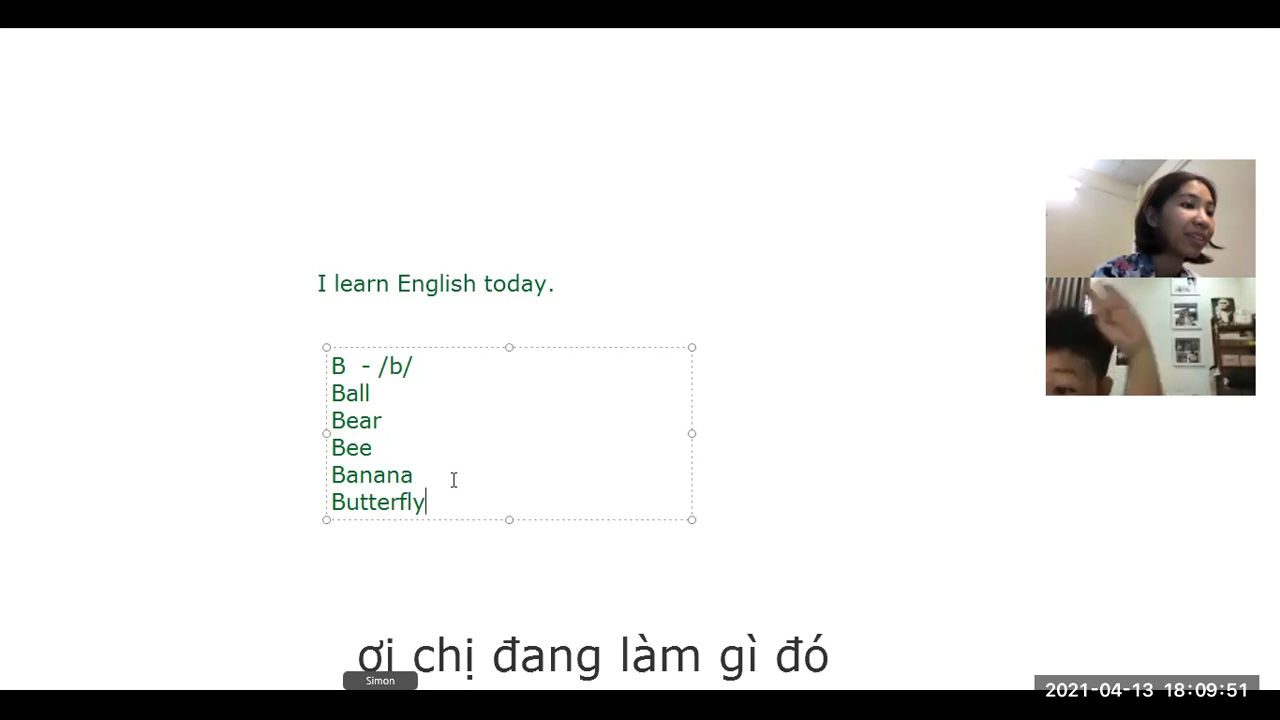 I learn English today.
B - /b/
Ball
Bear
Bee
Banana
Butterfly
ơi chị đang làm gì đó
Simon
2021-04-13 18:09:51